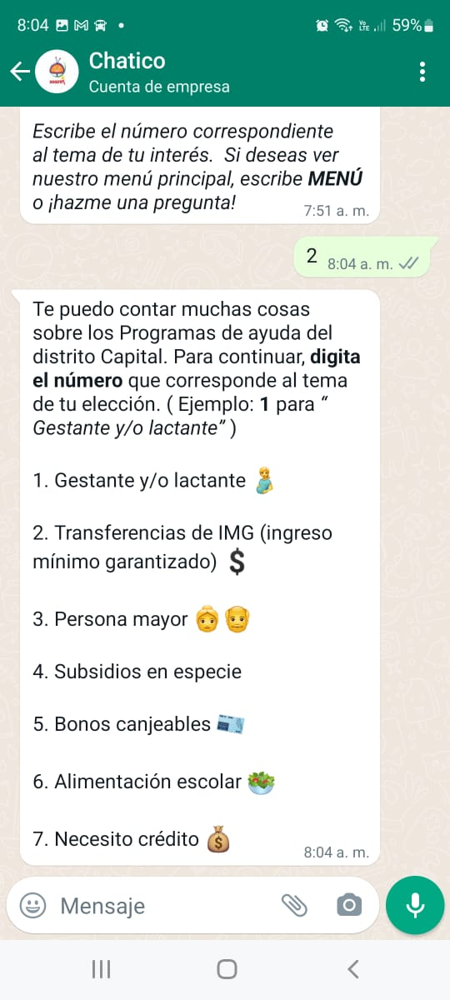 8:04
Vo
LTE
59%
Chatico
Cuenta de empresa
Escribe el número correspondiente
al tema de tu interés. Si deseas ver
nuestro menú principal, escribe MENÚ
o ¡hazme una pregunta!
7:51 a. m.
2
8:04 a. m.
Te puedo contar muchas cosas
sobre los Programas de ayuda del
distrito Capital. Para continuar, digita
el número que corresponde al tema
de tu elección. ( Ejemplo: 1 para “
Gestante y/o lactante” )
1. Gestante y/o lactante
2. Transferencias de IMG (ingreso
mínimo garantizado)
3. Persona mayor
4. Subsidios en especie
5. Bonos canjeables
6. Alimentación escolar
7. Necesito crédito
8:04 a. m.
Mensaje